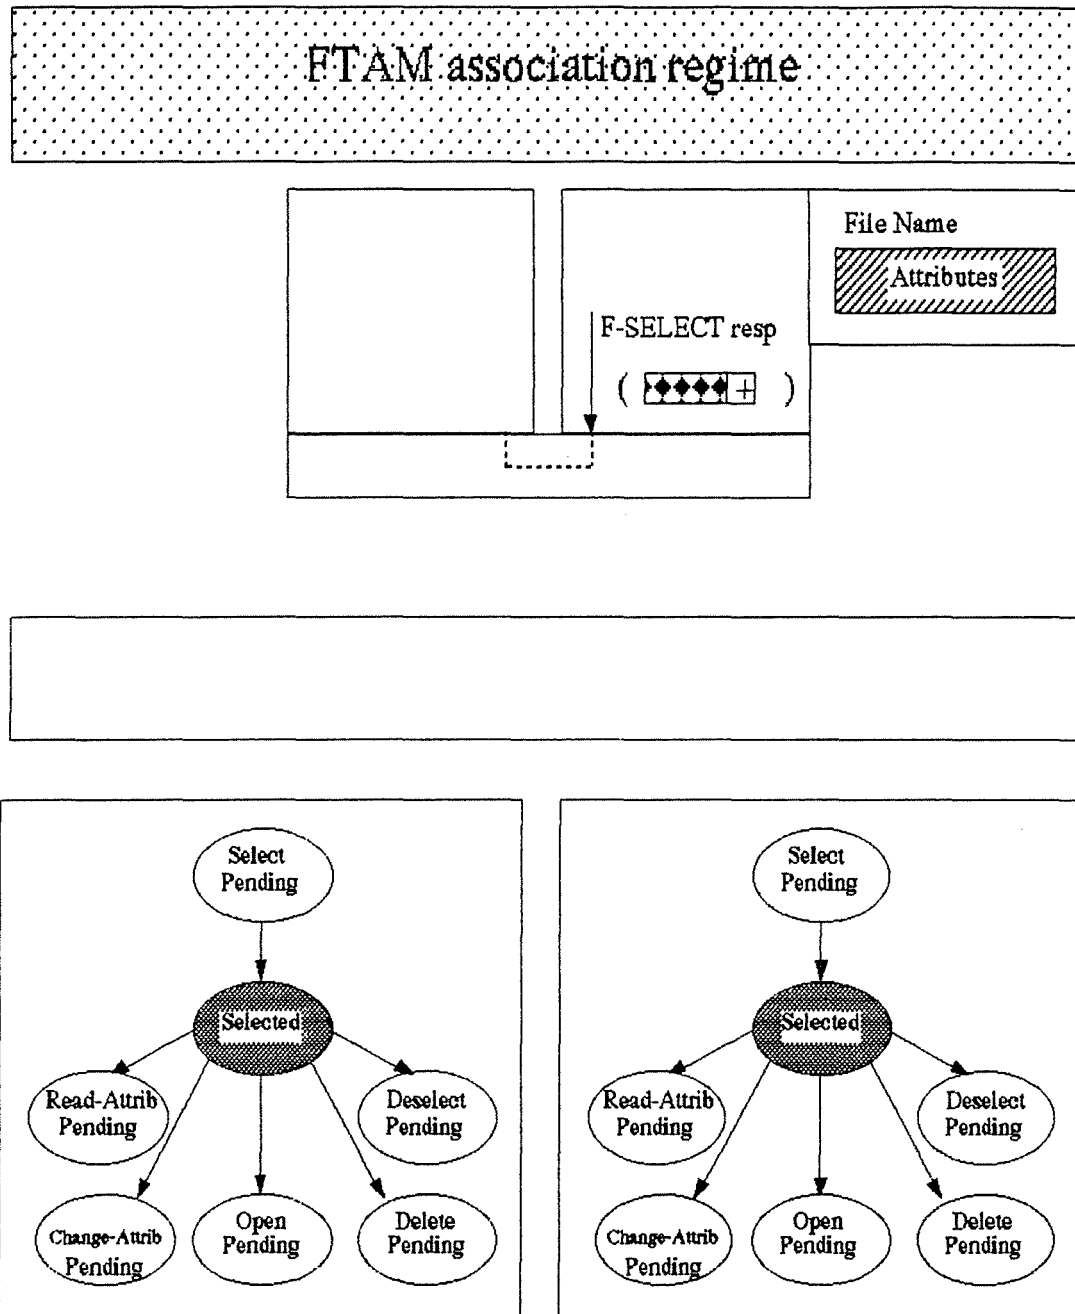 FTAM association regime
File Name
Attributes
F-SELECT resp
( + )
Select
Pending
Selected
Read-Attrib
Pending
Deselect
Pending
Change-Attrib
Pending
Open
Pending
Delete
Pending
Select
Pending
Selected
Read-Attrib
Pending
Deselect
Pending
Change-Attrib
Pending
Open
Pending
Delete
Pending